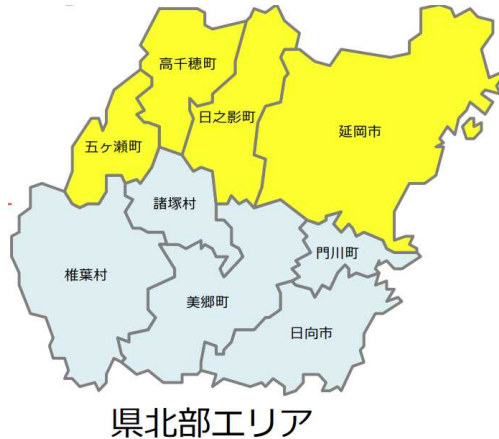 高千穂町
日之影町
延岡市
五ヶ瀬町
諸塚村
門川町
椎葉村
美郷町
日向市
県北部エリア